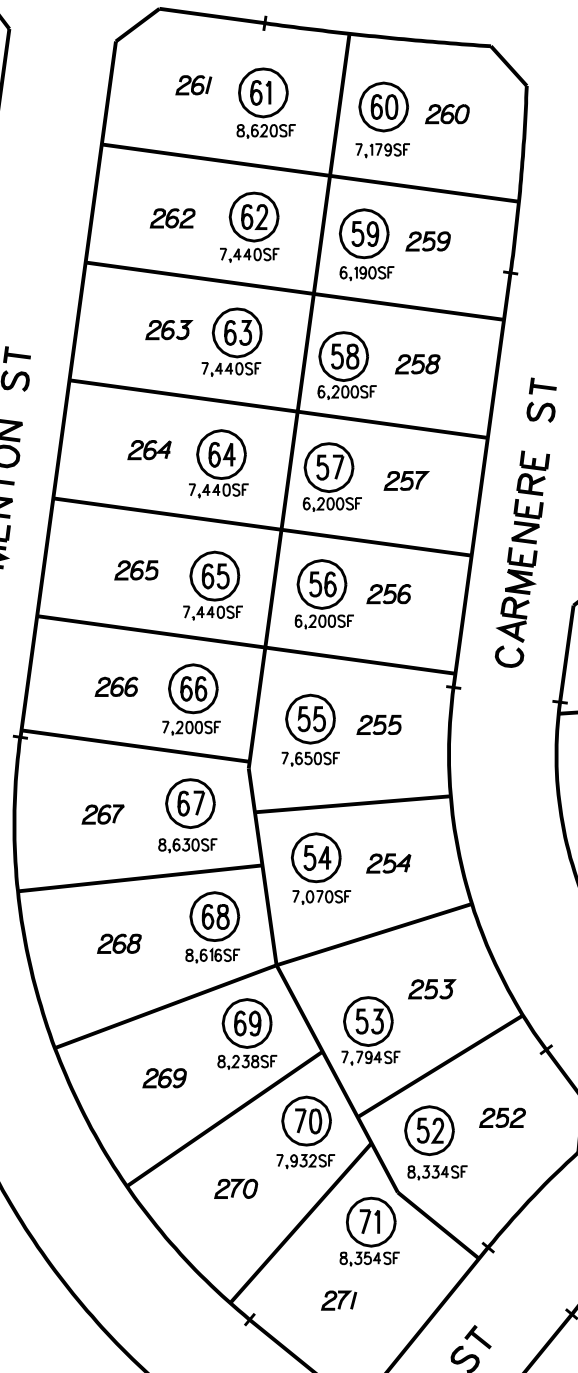 261 61 8,620SF
60 260 7,179SF
262 62 7,440SF
59 259 6,190SF
263 63 7,440SF
58 258 6,200SF
264 64 7,440SF
57 257 6,200SF
265 65 7,440SF
56 256 6,200SF
266 66 7,200SF
55 255 7,650SF
267 67 8,630SF
54 254 7,070SF
268 68 8,616SF
253 53 7,794SF
69 8,238SF 269
252 52 8,334SF
70 7,932SF 270
71 8,354SF 271
MENTON ST
CARMENERE ST
ST